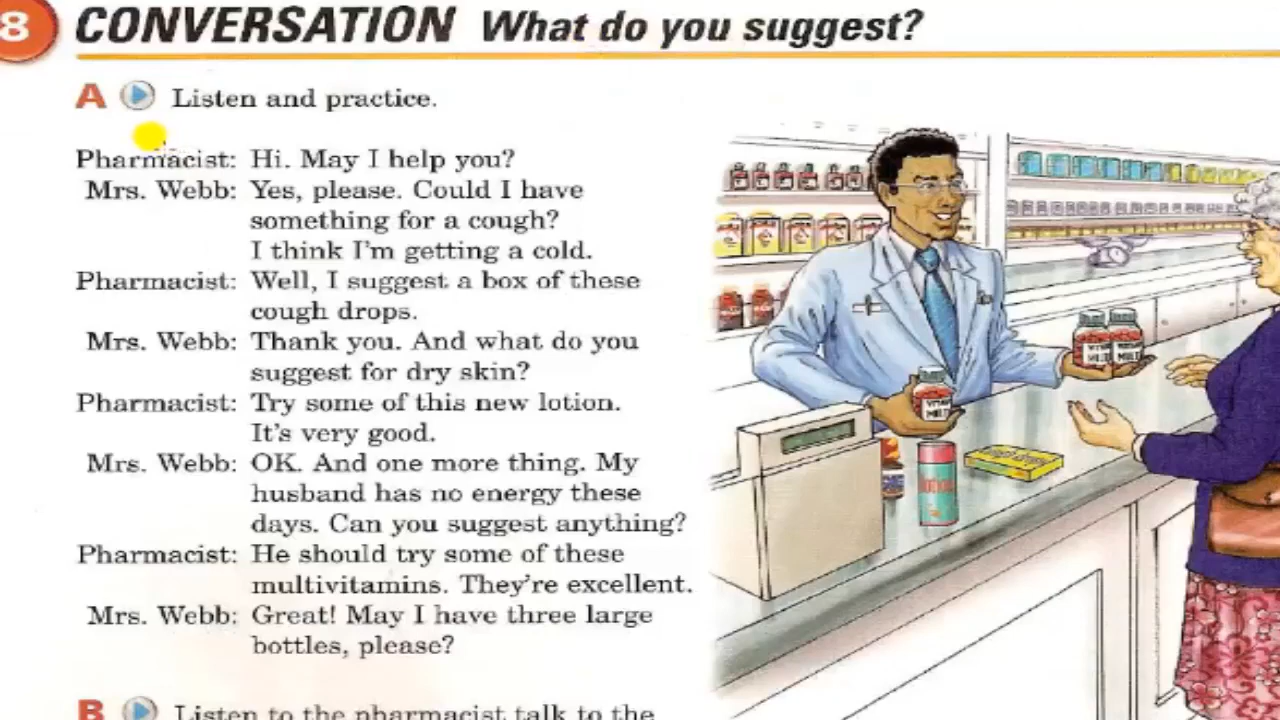 8 CONVERSATION What do you suggest?
A Listen and practice.
Pharmacist: Hi. May I help you?
Mrs. Webb: Yes, please. Could I have
something for a cough?
I think I'm getting a cold.
Pharmacist: Well, I suggest a box of these
cough drops.
Mrs. Webb: Thank you. And what do you
suggest for dry skin?
Pharmacist: Try some of this new lotion.
It's very good.
Mrs. Webb: OK. And one more thing. My
husband has no energy these
days. Can you suggest anything?
Pharmacist: He should try some of these
multivitamins. They're excellent.
Mrs. Webb: Great! May I have three large
bottles, please?
B Listen to the pharmacist talk to the